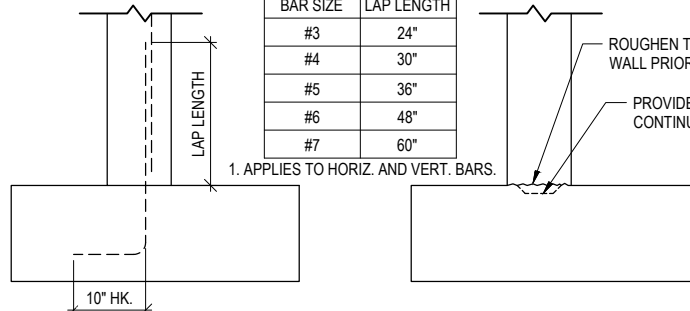 BAR SIZE LAP LENGTH
#3 24"
#4 30"
#5 36"
#6 48"
#7 60"
1. APPLIES TO HORIZ. AND VERT. BARS.
LAP LENGTH
10" HK.
ROUGHEN
WALL PRIOR
PROVIDE